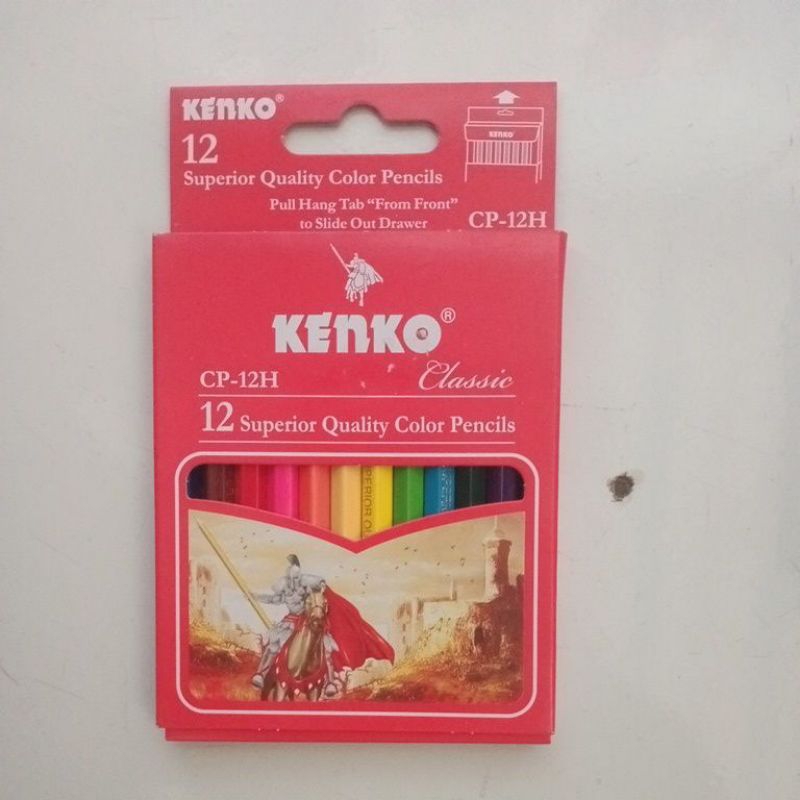 KENKO®
12
Superior Quality Color Pencils
KENKO
Pull Hang Tab "From Front"
to Slide Out Drawer
CP-12H
KENKO®
CP-12H
Classic
12 Superior Quality Color Pencils